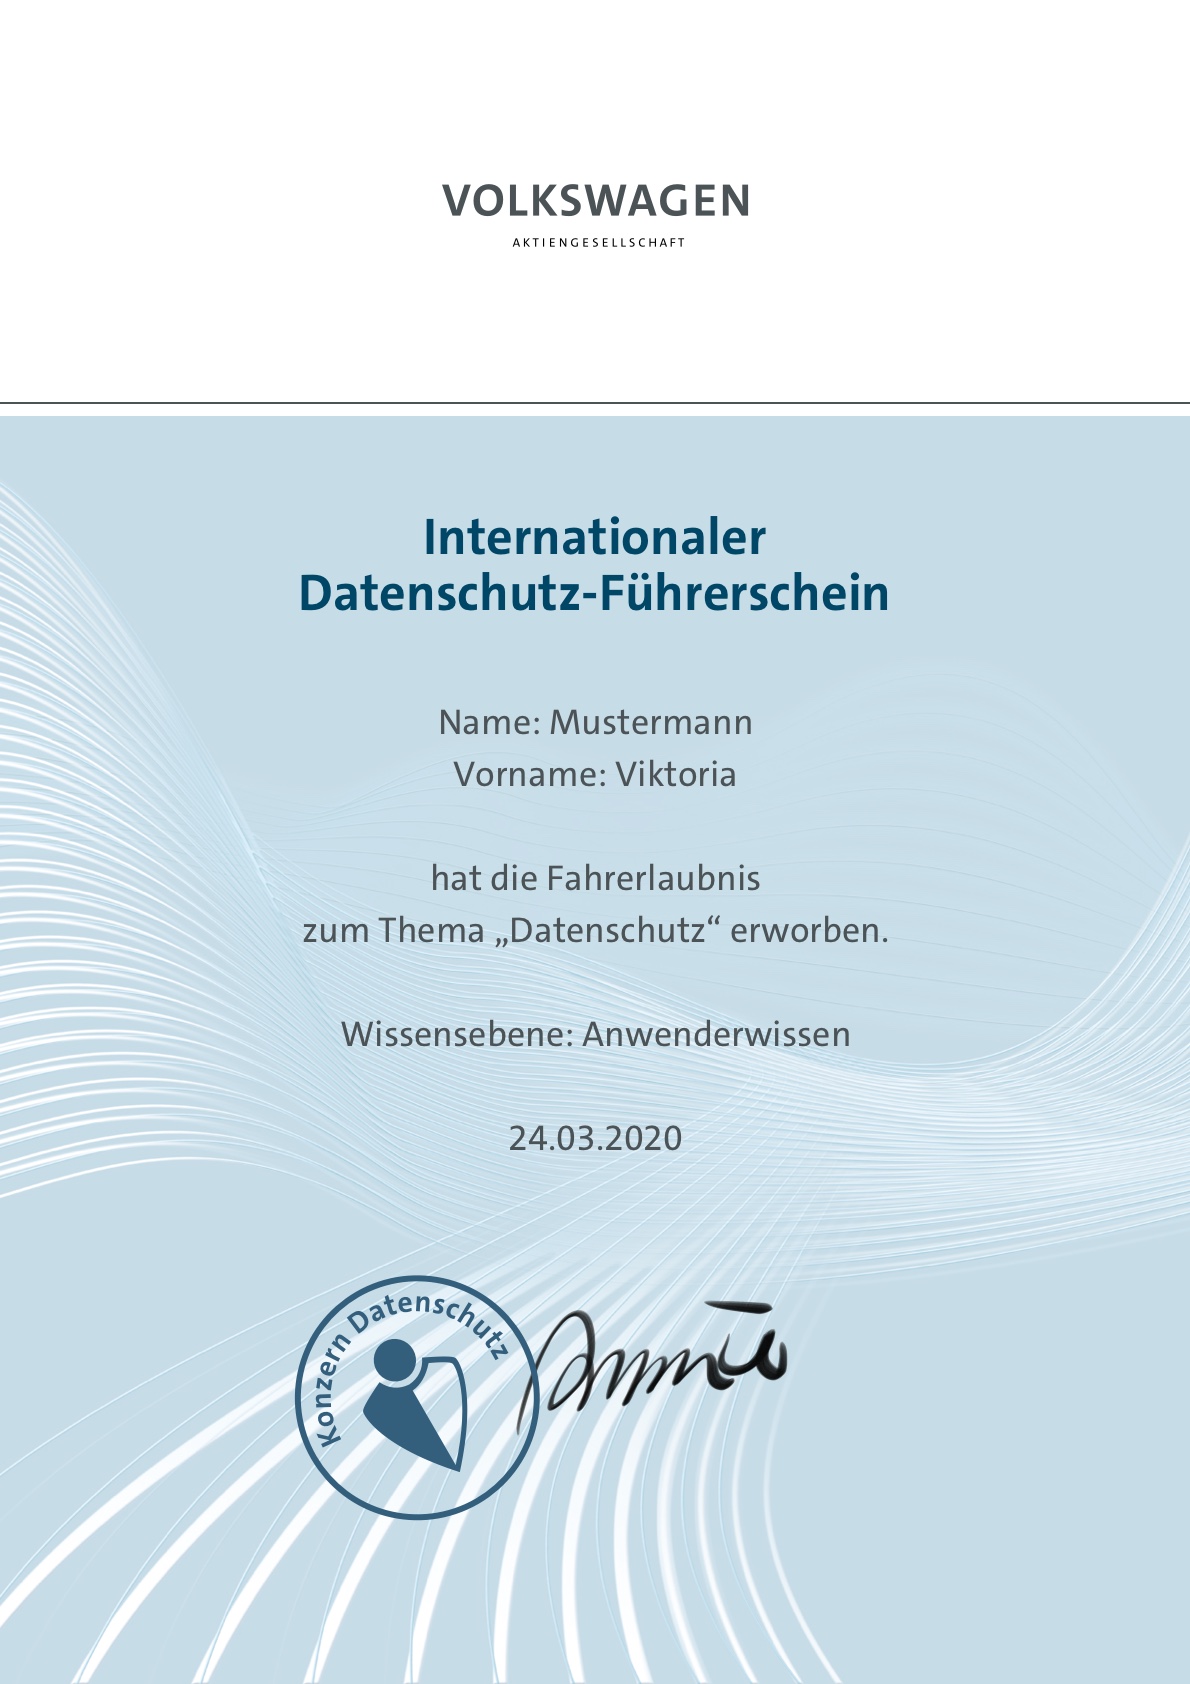 VOLKSWAGEN
AKTIENGESELLSCHAFT
Internationaler
Datenschutz-Führerschein
Name: Mustermann
Vorname: Viktoria
hat die Fahrerlaubnis
zum Thema „Datenschutz“ erworben.
Wissensebene: Anwenderwissen
24.03.2020
Konzern Datenschutz